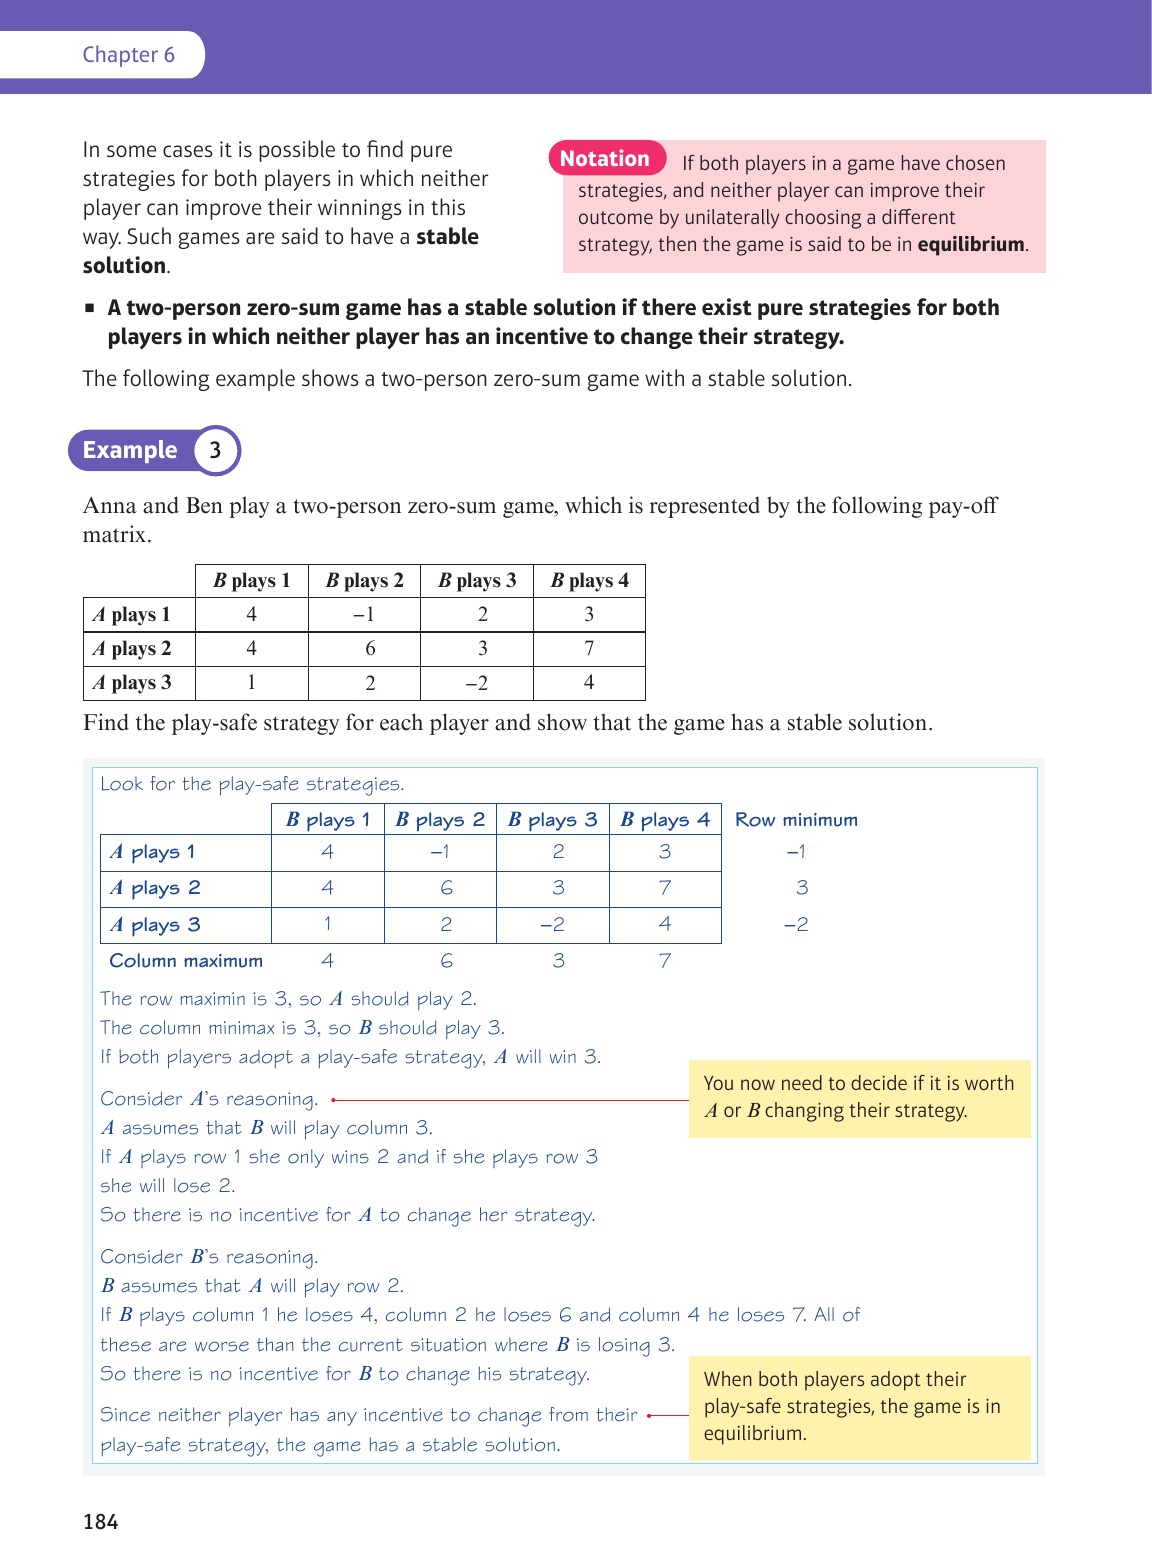 Chapter 6
In some cases it is possible to find pure
strategies for both players in which neither
player can improve their winnings in this
way. Such games are said to have a stable
solution.
Notation If both players in a game have chosen
strategies, and neither player can improve their
outcome by unilaterally choosing a different
strategy, then the game is said to be in equilibrium.
■ A two-person zero-sum game has a stable solution if there exist pure strategies for both
players in which neither player has an incentive to change their strategy.
The following example shows a two-person zero-sum game with a stable solution.
Example 3
Anna and Ben play a two-person zero-sum game, which is represented by the following pay-off
matrix.
B plays 1 B plays 2 B plays 3 B plays 4
A plays 1 4 −1 2 3
A plays 2 4 6 3 7
A plays 3 1 2 −2 4
Find the play-safe strategy for each player and show that the game has a stable solution.
Look for the play-safe strategies.
B plays 1 B plays 2 B plays 3 B plays 4 Row minimum
A plays 1 4 −1 2 3 −1
A plays 2 4 6 3 7 3
A plays 3 1 2 −2 4 −2
Column maximum 4 6 3 7
The row maximin is 3, so A should play 2.
The column minimax is 3, so B should play 3.
If both players adopt a play-safe strategy, A will win 3.
Consider A's reasoning.
A assumes that B will play column 3.
If A plays row 1 she only wins 2 and if she plays row 3
she will lose 2.
So there is no incentive for A to change her strategy.
You now need to decide if it is worth
A or B changing their strategy.
Consider B's reasoning.
B assumes that A will play row 2.
If B plays column 1 he loses 4, column 2 he loses 6 and column 4 he loses 7. All of
these are worse than the current situation where B is losing 3.
So there is no incentive for B to change his strategy.
Since neither player has any incentive to change from their
play-safe strategy, the game has a stable solution.
When both players adopt their
play-safe strategies, the game is in
equilibrium.
184